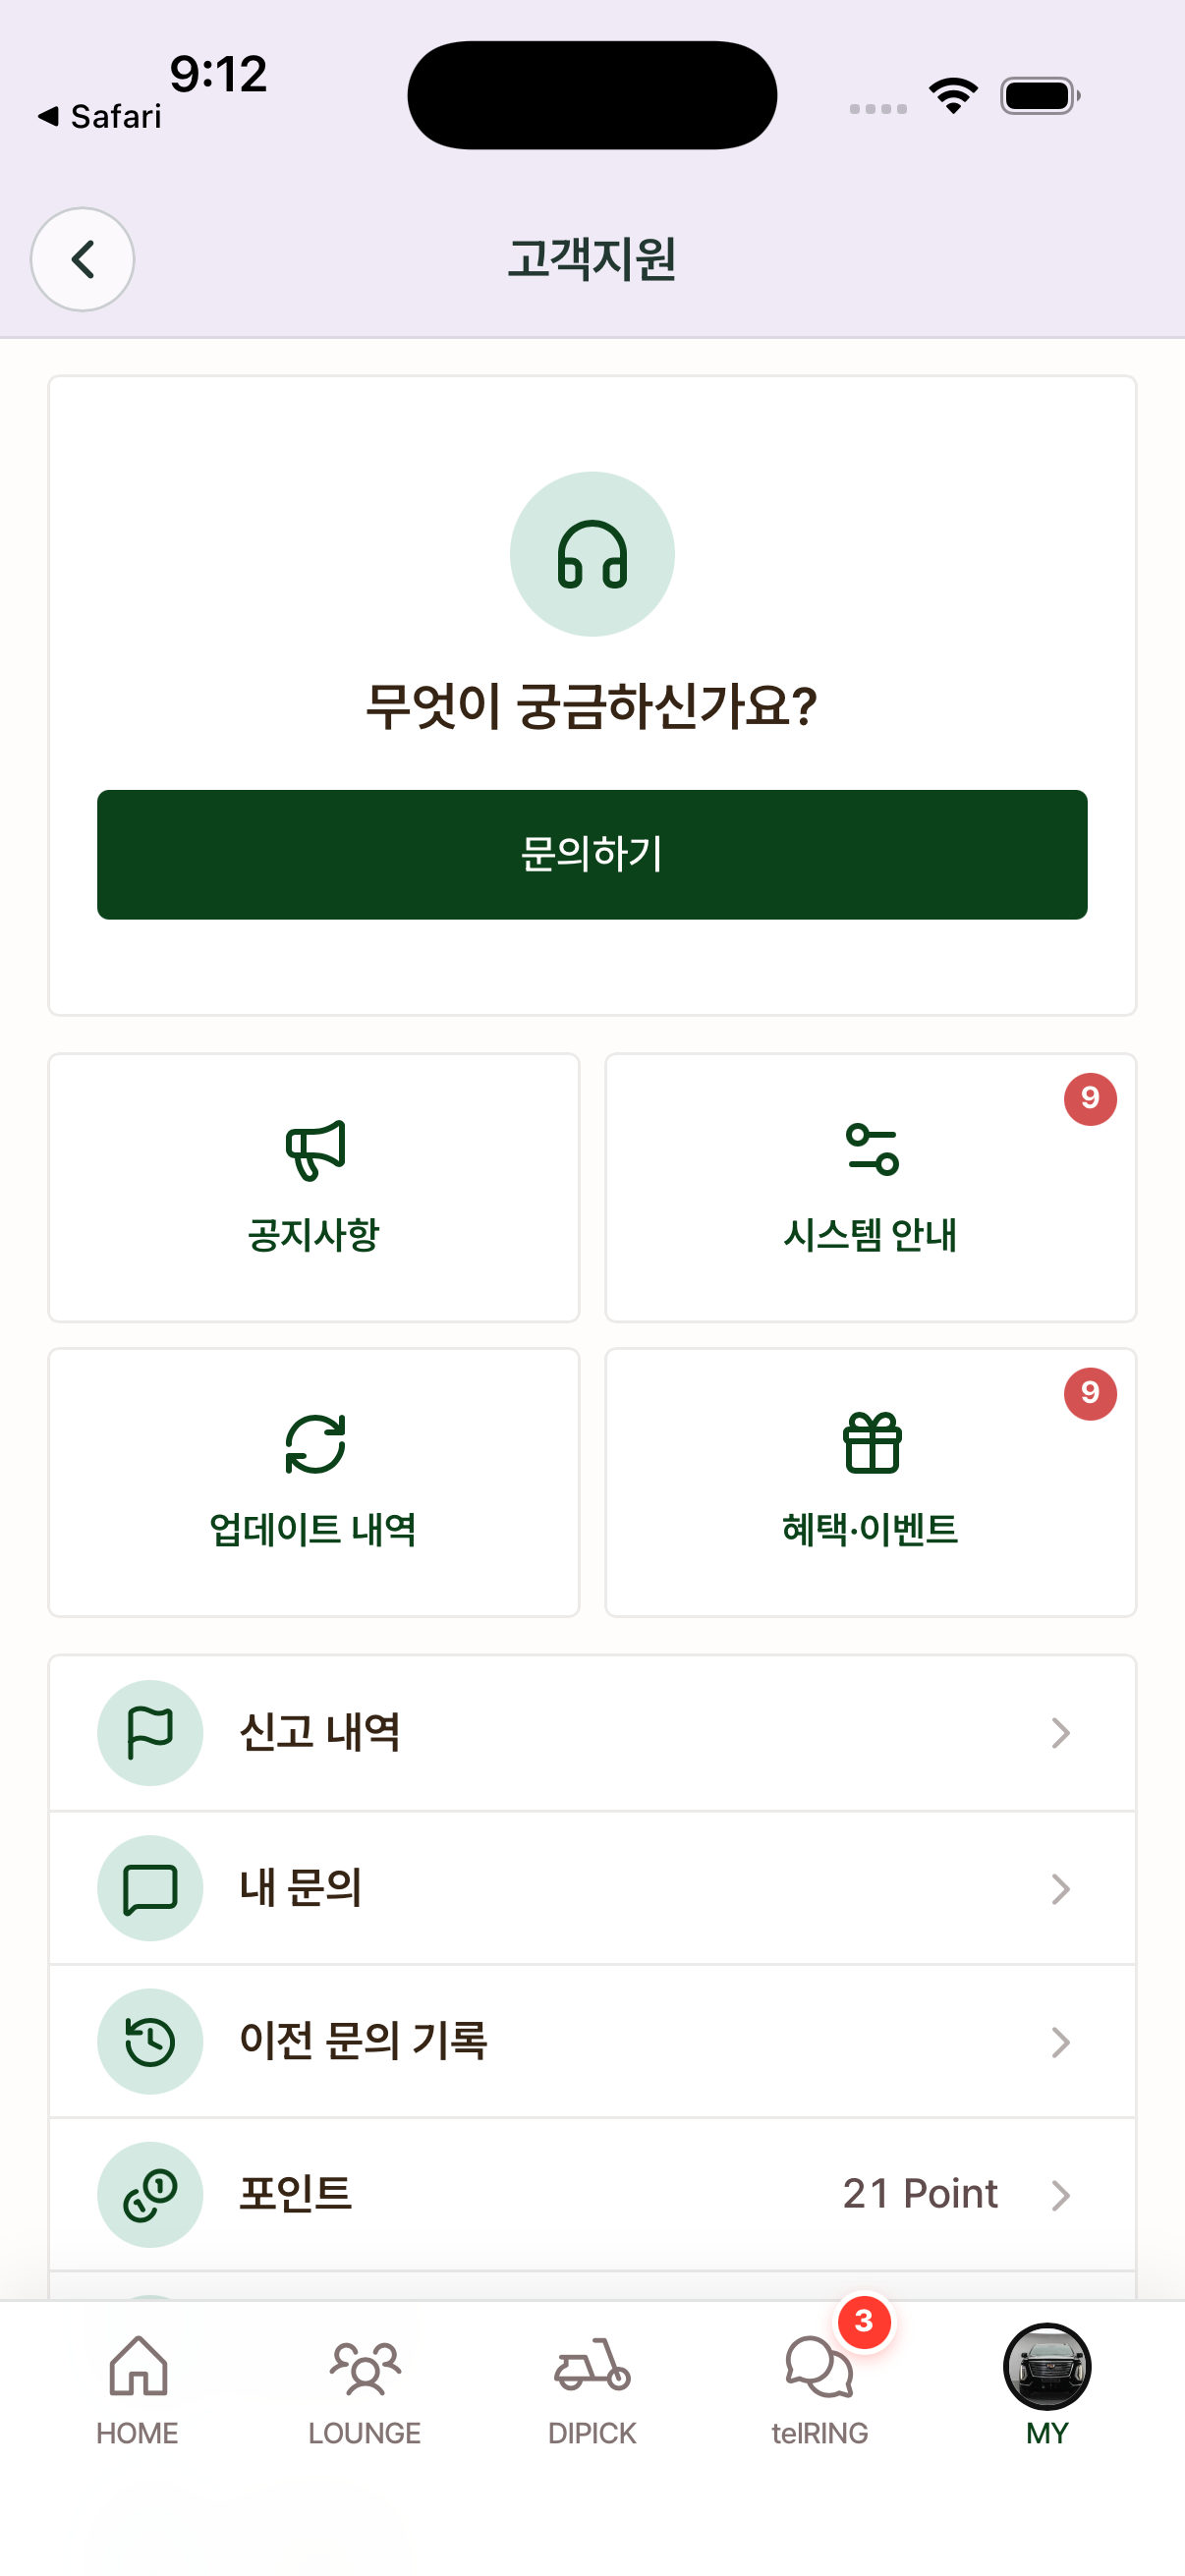 9:12
Safari
고객지원
무엇이 궁금하신가요?
문의하기
공지사항
9
시스템 안내
업데이트 내역
9
혜택·이벤트
신고 내역
내 문의
이전 문의 기록
포인트
21 Point
3
HOME
LOUNGE
DIPICK
telRING
MY